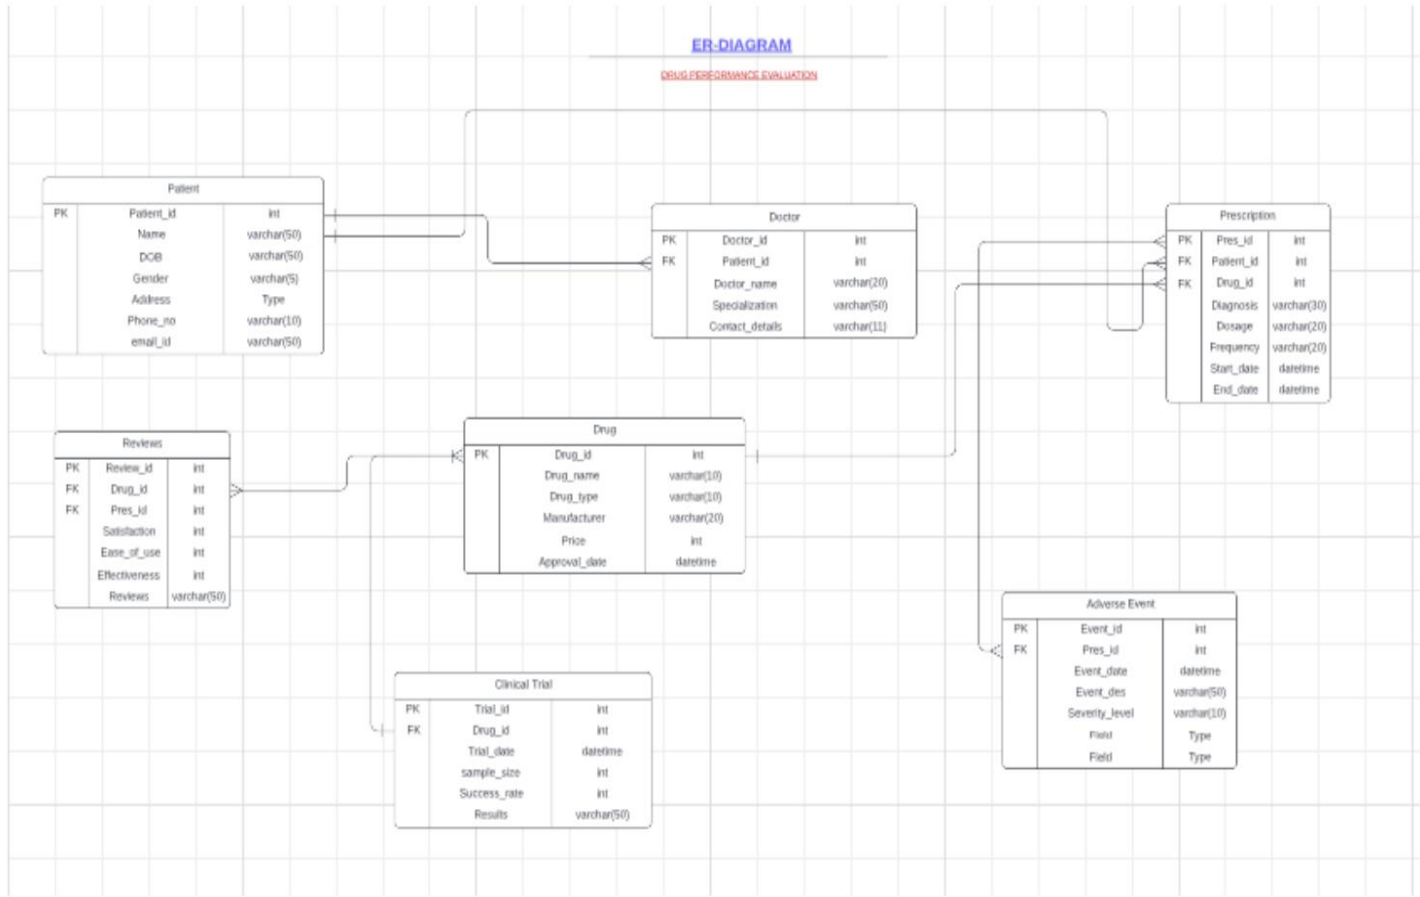 ER-DIAGRAM
DRUG PERFORMANCE EVALUATION
Patient
PK Patient_id int
Name varchar(50)
DOB varchar(50)
Gender varchar(5)
Address Type
Phone_no varchar(10)
email_id varchar(50)
Doctor
PK Doctor_id int
FK Patient_id int
Doctor_name varchar(20)
Specialization varchar(50)
Contact_details varchar(11)
Prescription
PK Pres_id int
FK Patient_id int
FK Drug_id int
Diagnosis varchar(30)
Dosage varchar(20)
Frequency varchar(20)
Start_date datetime
End_date datetime
Reviews
PK Review_id int
FK Drug_id int
FK Pres_id int
Satisfaction int
Ease_of_use int
Effectiveness int
Reviews varchar(50)
Drug
PK Drug_id int
Drug_name varchar(10)
Drug_type varchar(10)
Manufacturer varchar(20)
Price int
Approval_date datetime
Clinical Trial
PK Trial_id int
FK Drug_id int
Trial_date datetime
sample_size int
Success_rate int
Results varchar(50)
Adverse Event
PK Event_id int
FK Pres_id int
Event_date datetime
Event_des varchar(50)
Severity_level varchar(10)
Field Type
Field Type